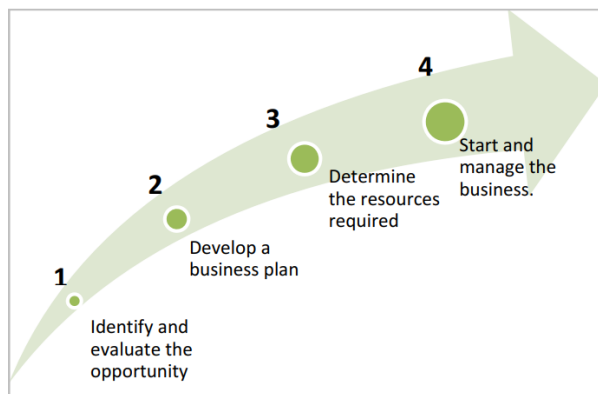 1
Identify and
evaluate the
opportunity
2
Develop a
business plan
3
Determine
the resources
required
4
Start and
manage the
business.